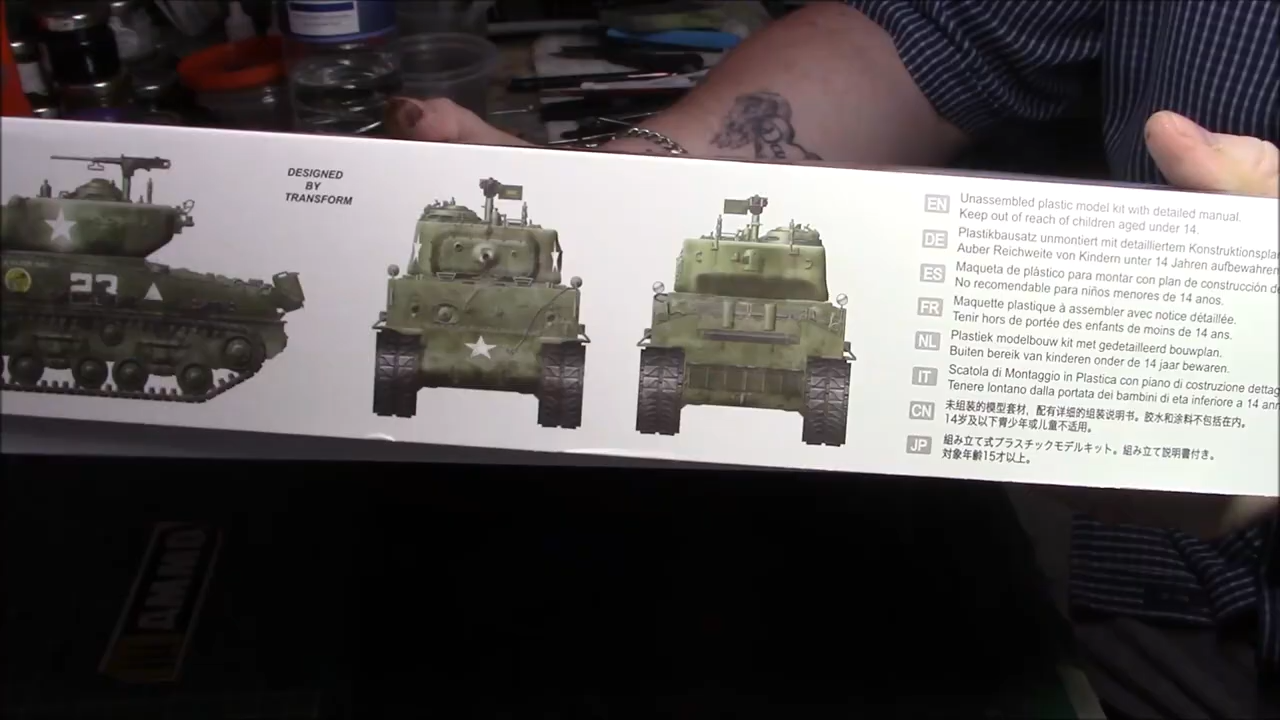 DESIGNED
BY
TRANSFORM
23
EN
Unassembled plastic model kit with detailed manual.
Keep out of reach of children aged under 14.
DE
Plastikbausatz unmontiert mit detailliertem Konstruktionspla
Auber Reichweite von Kindern unter 14 Jahren aufbewahren
ES
Maqueta de plástico para montar con plan de construcción de
No recomendable para niños menores de 14 anos.
FR
Maquette plastique à assembler avec notice détaillée.
Tenir hors de portée des enfants de moins de 14 ans.
NL
Plastiek modelbouw kit met gedetailleerd bouwplan.
Buiten bereik van kinderen onder de 14 jaar bewaren.
IT
Scatola di Montaggio in Plastica con piano di costruzione dettag
Tenere lontano dalla portata dei bambini di eta inferiore a 14 ann
CN
未组装的模型套材，配有详细的组装说明书。胶水和涂料不包括在内。
14岁及以下青少年或儿童不适用。
JP
組み立て式プラスチックモデルキット。組み立て説明書付き。
対象年齢15才以上。
AMMO